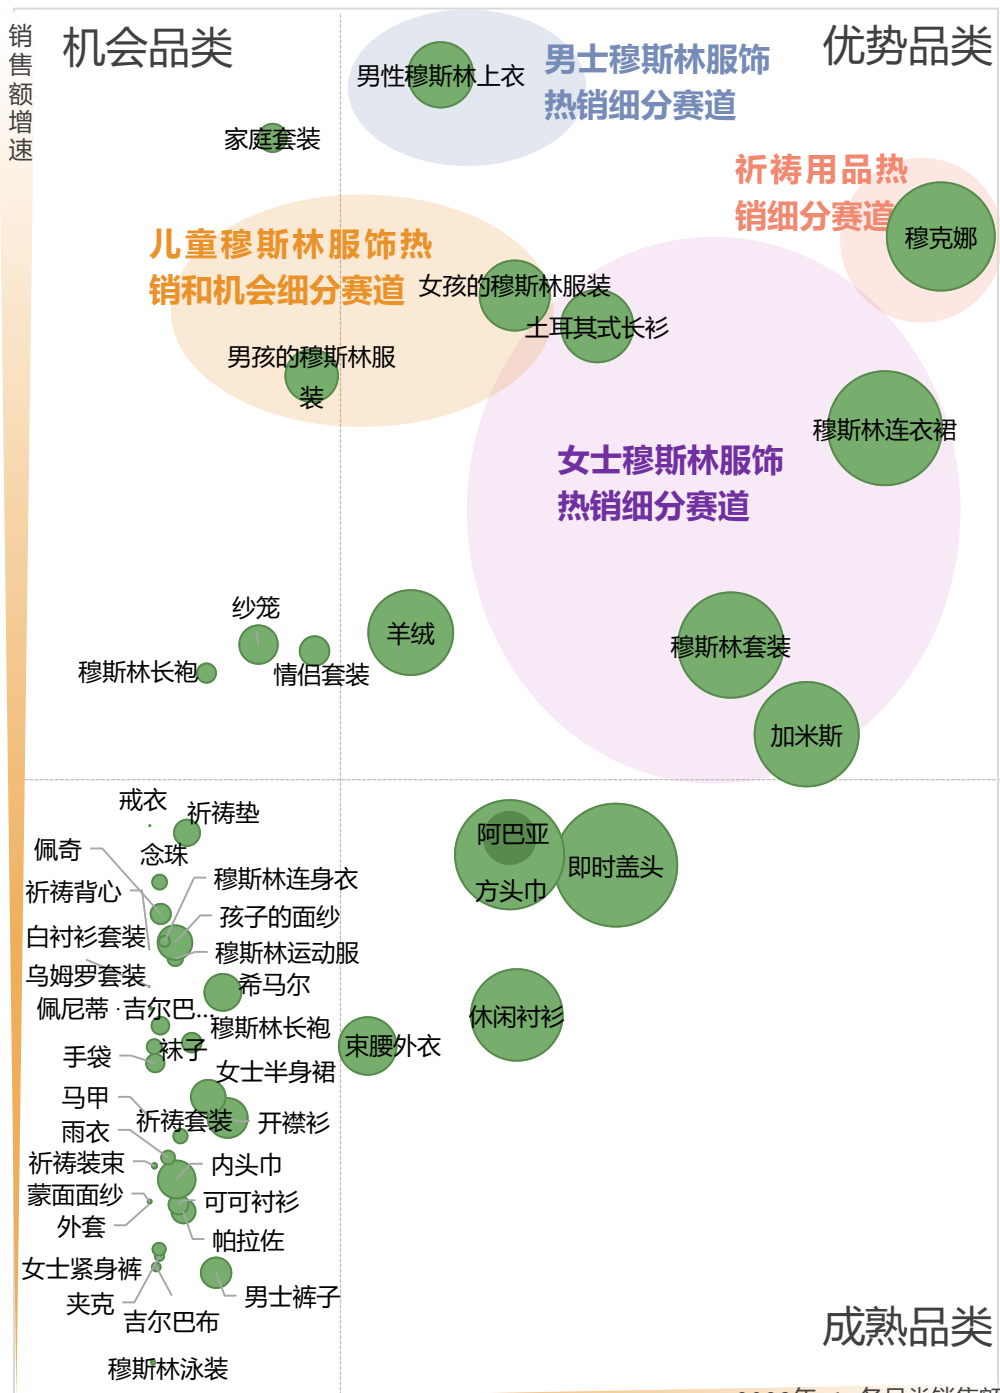 销售额增速
机会品类
优势品类
男性穆斯林上衣
男士穆斯林服饰
热销细分赛道
家庭套装
祈祷用品热
销细分赛道
穆克娜
儿童穆斯林服饰热
销和机会细分赛道
女孩的穆斯林服装
土耳其式长衫
男孩的穆斯林服
装
穆斯林连衣裙
女士穆斯林服饰
热销细分赛道
纱笼
羊绒
穆斯林套装
穆斯林长袍
情侣套装
加米斯
戒衣
祈祷垫
佩奇
念珠
阿巴亚
方头巾
即时盖头
穆斯林连身衣
祈祷背心
孩子的面纱
白衬衫套装
穆斯林运动服
乌姆罗套装
希马尔
佩尼蒂
吉尔巴...
穆斯林长袍
休闲衬衫
手袋
袜子
束腰外衣
女士半身裙
马甲
祈祷套装
开襟衫
雨衣
祈祷装束
内头巾
蒙面面纱
可可衬衫
外套
帕拉佐
女士紧身裤
夹克
男士裤子
吉尔巴布
成熟品类
穆斯林泳装